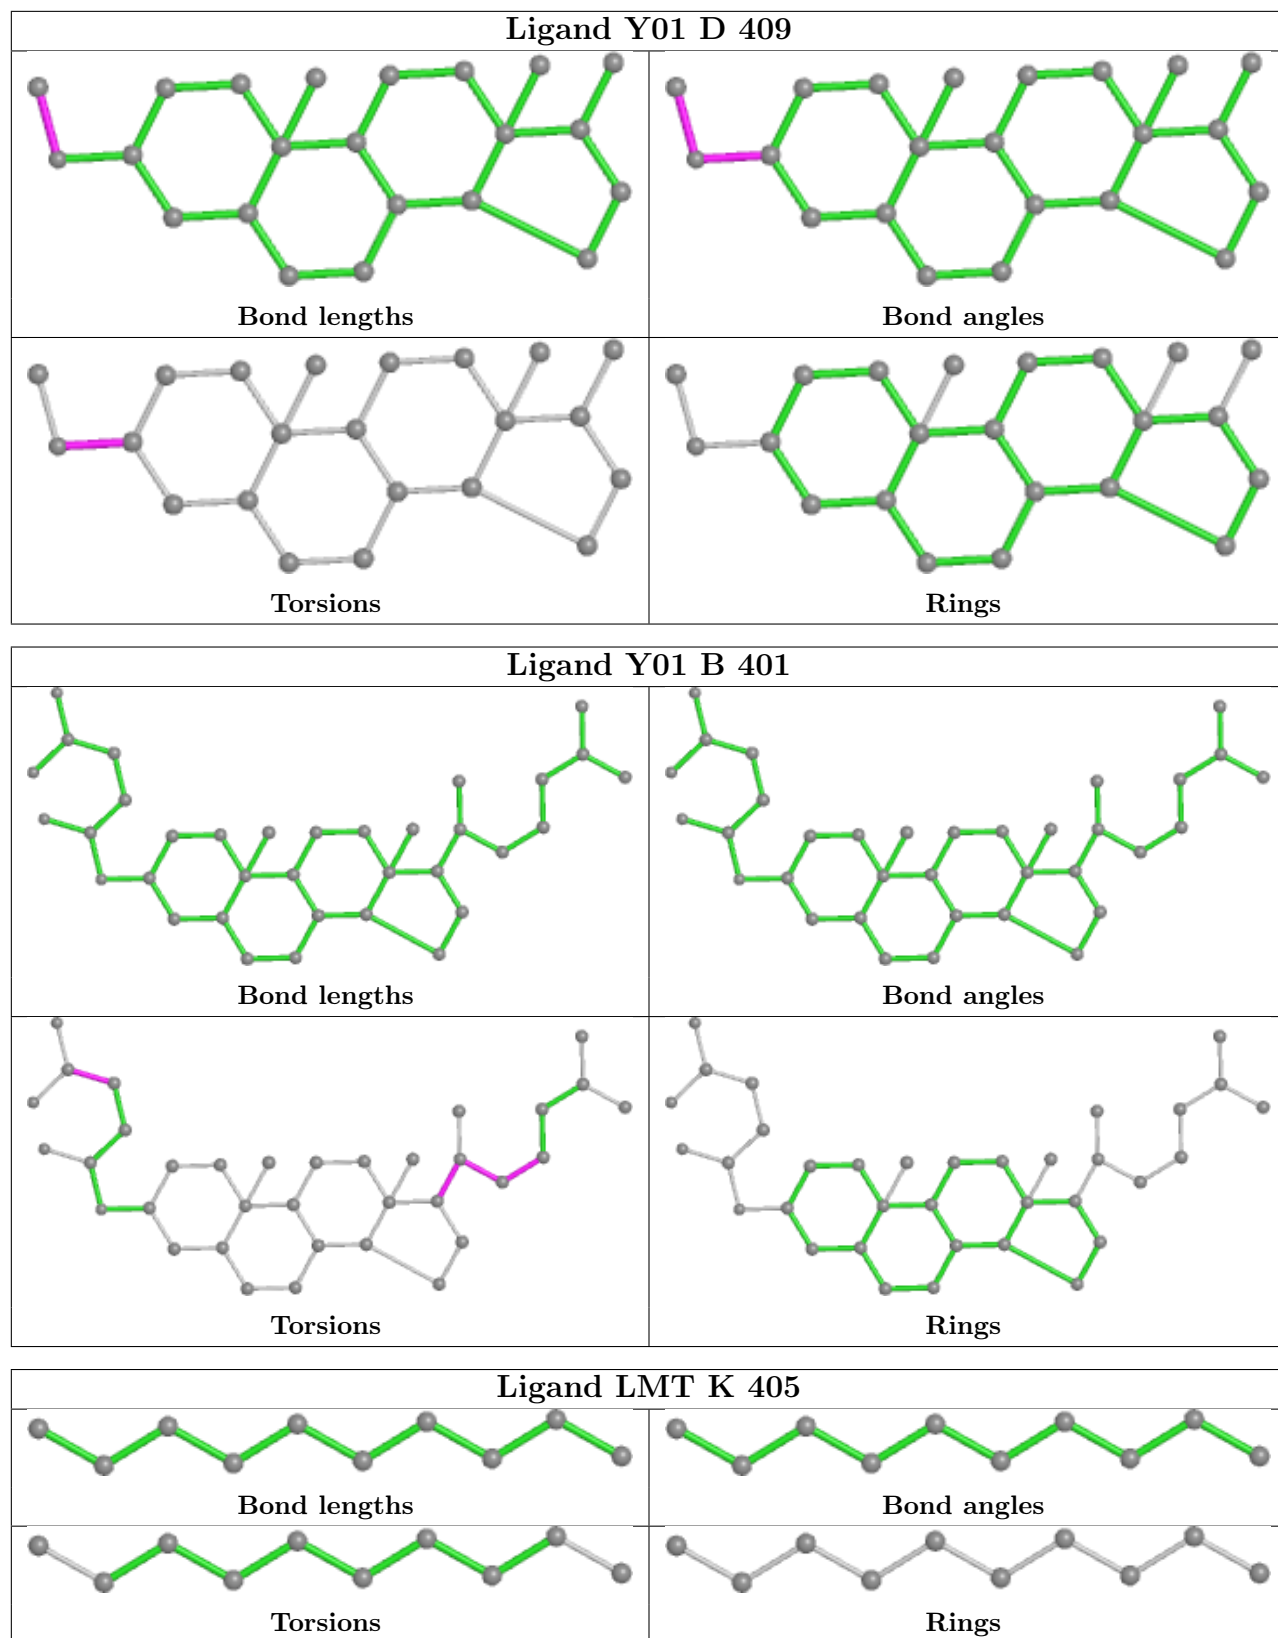 Ligand Y01 D 409
Bond lengths
Bond angles
Torsions
Rings
Ligand Y01 B 401
Bond lengths
Bond angles
Torsions
Rings
Ligand LMT K 405
Bond lengths
Bond angles
Torsions
Rings